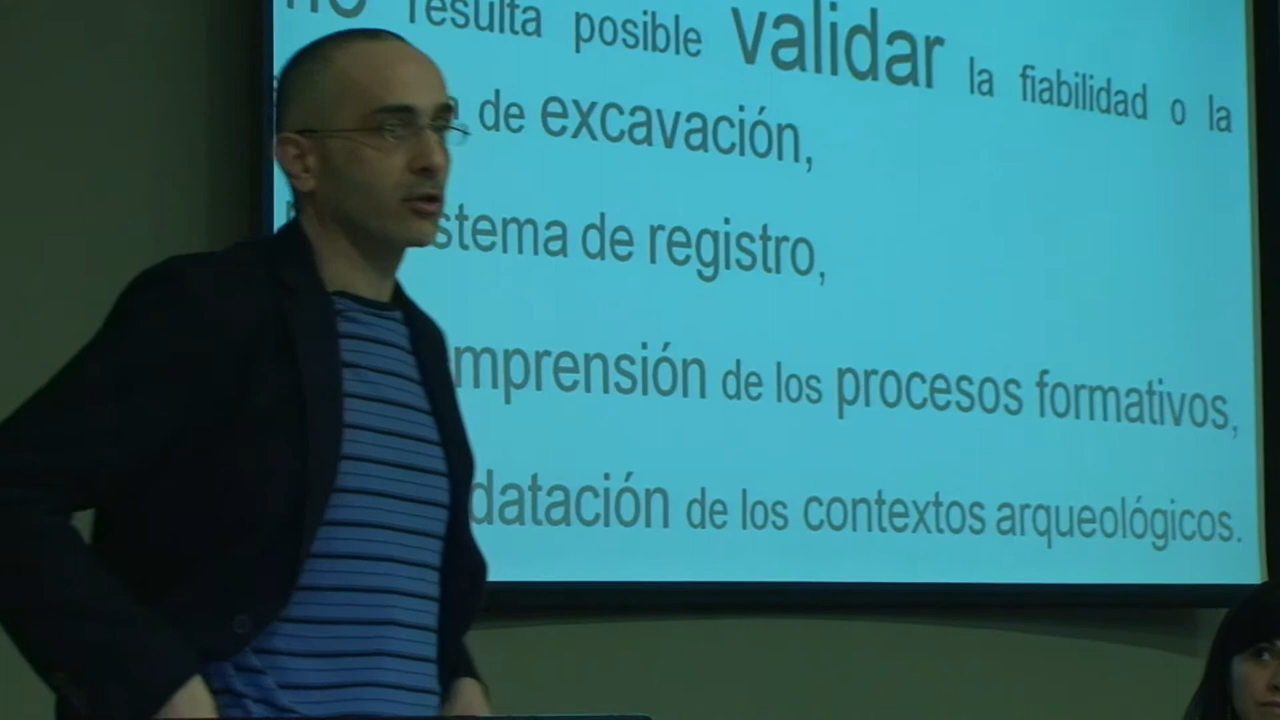 no resulta posible validar la fiabilidad o la
de excavación,
stema de registro,
mprensión de los procesos formativos,
datación de los contextos arqueológicos.